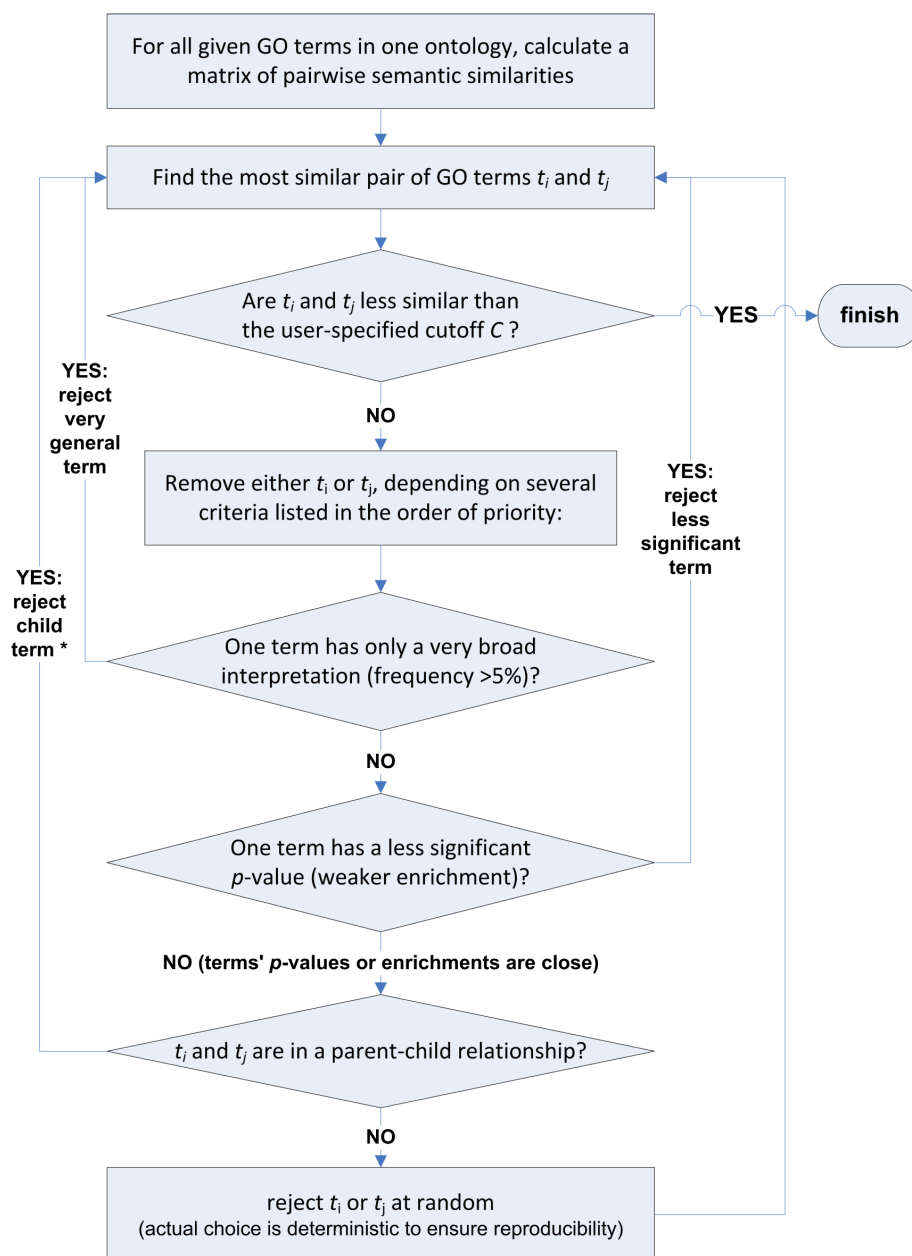 For all given GO terms in one ontology, calculate a
matrix of pairwise semantic similarities
Find the most similar pair of GO terms ti and tj
Are ti and tj less similar than
the user-specified cutoff C ?
YES
finish
YES:
reject
very
general
term
NO
Remove either ti or tj, depending on several
criteria listed in the order of priority:
YES:
reject
less
significant
term
YES:
reject
child
term *
One term has only a very broad
interpretation (frequency >5%)?
NO
One term has a less significant
p-value (weaker enrichment)?
NO (terms' p-values or enrichments are close)
ti and tj are in a parent-child relationship?
NO
reject ti or tj at random
(actual choice is deterministic to ensure reproducibility)